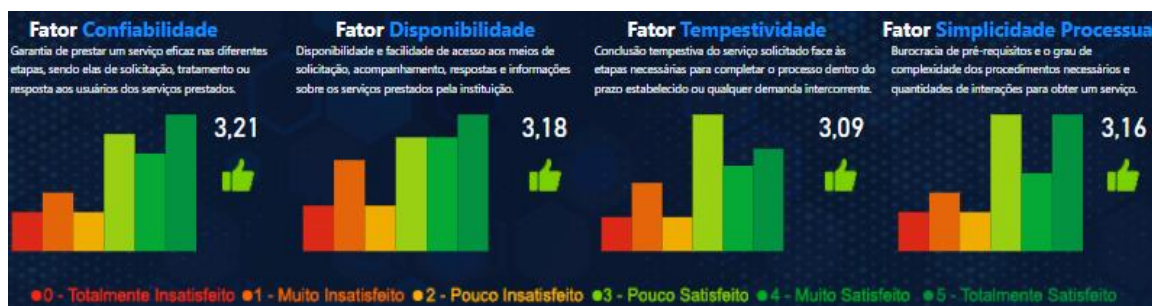 Fator Confiabilidade
Garantia de prestar um serviço eficaz nas diferentes
etapas, sendo elas de solicitação, tratamento ou
resposta aos usuários dos serviços prestados.
3,21
Fator Disponibilidade
Disponibilidade e facilidade de acesso aos meios de
solicitação, acompanhamento, respostas e informações
sobre os serviços prestados pela instituição.
3,18
Fator Tempestividade
Conclusão tempestiva do serviço solicitado face às
etapas necessárias para completar o processo dentro do
prazo estabelecido ou qualquer demanda intercorrente.
3,09
Fator Simplicidade Processua
Burocracia de pré-requisitos e o grau de
complexidade dos procedimentos necessários e
quantidades de interações para obter um serviço.
3,16
0 - Totalmente Insatisfeito 1 - Muito Insatisfeito 2 - Pouco Insatisfeito 3 - Pouco Satisfeito 4 - Muito Satisfeito 5 - Totalmente Satisfeito